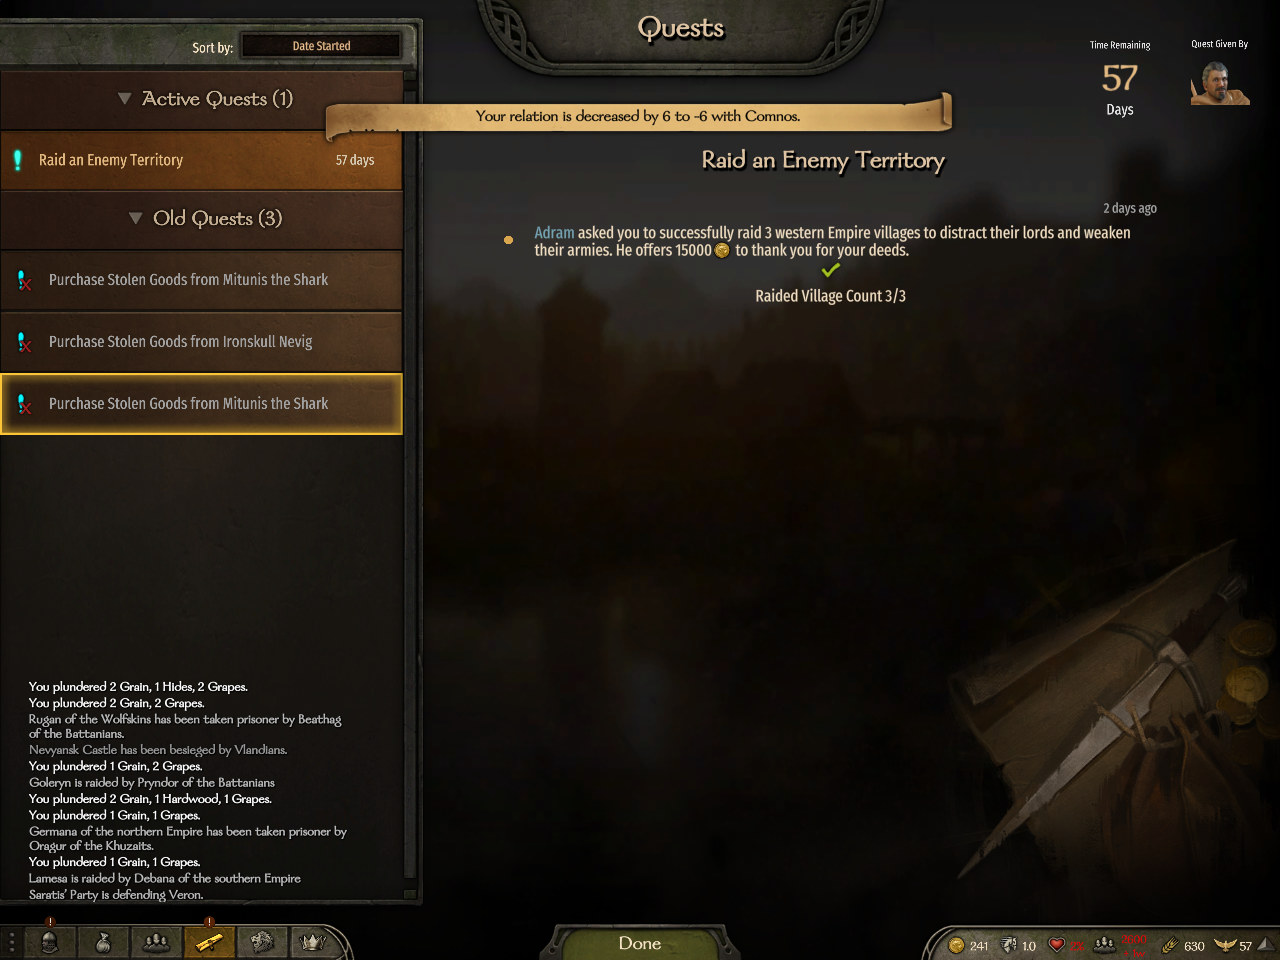 Quests
Sort by:
Date Started
Time Remaining
57
Days
Quest Given By
Active Quests (1)
Your relation is decreased by 6 to -6 with Comnos.
Raid an Enemy Territory
57 days
Raid an Enemy Territory
2 days ago
Adram asked you to successfully raid 3 western Empire villages to distract their lords and weaken
their armies. He offers 15000 to thank you for your deeds.
Raided Village Count 3/3
Old Quests (3)
Purchase Stolen Goods from Mitunis the Shark
Purchase Stolen Goods from Ironskull Nevig
Purchase Stolen Goods from Mitunis the Shark
You plundered 2 Grain, 1 Hides, 2 Grapes.
You plundered 2 Grain, 2 Grapes.
Rugan of the Wolfskins has been taken prisoner by Beathag
of the Battanians.
Nevyansk Castle has been besieged by Vlandians.
You plundered 1 Grain, 2 Grapes.
Goleryn is raided by Pryndor of the Battanians
You plundered 2 Grain, 1 Hardwood, 1 Grapes.
You plundered 1 Grain, 1 Grapes.
Germana of the northern Empire has been taken prisoner by
Oragur of the Khuzaits.
You plundered 1 Grain, 1 Grapes.
Lamesa is raided by Debana of the southern Empire
Saratis' Party is defending Veron.
Done
241
1.0
630
57